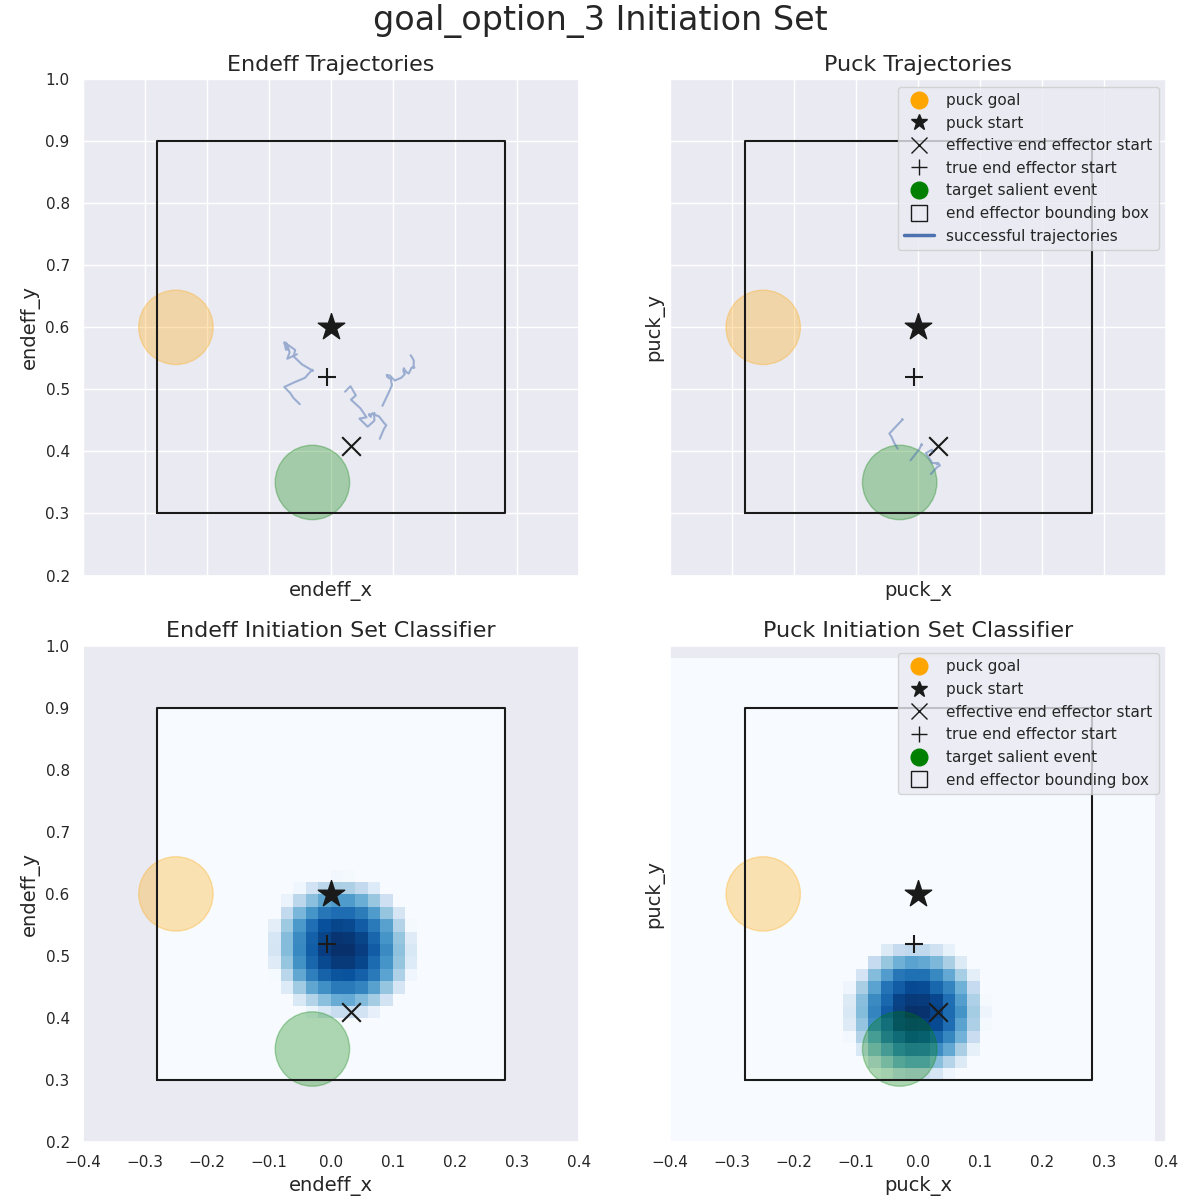 goal_option_3 Initiation Set
Endeff Trajectories
1.0
0.9
0.8
0.7
0.6
0.5
0.4
0.3
0.2
endeff_y
endeff_x
Puck Trajectories
puck goal
puck start
effective end effector start
true end effector start
target salient event
end effector bounding box
successful trajectories
puck_y
puck_x
Endeff Initiation Set Classifier
1.0
0.9
0.8
0.7
0.6
0.5
0.4
0.3
0.2
endeff_y
−0.4 −0.3 −0.2 −0.1 0.0 0.1 0.2 0.3 0.4
endeff_x
Puck Initiation Set Classifier
puck goal
puck start
effective end effector start
true end effector start
target salient event
end effector bounding box
puck_y
−0.4 −0.3 −0.2 −0.1 0.0 0.1 0.2 0.3 0.4
puck_x